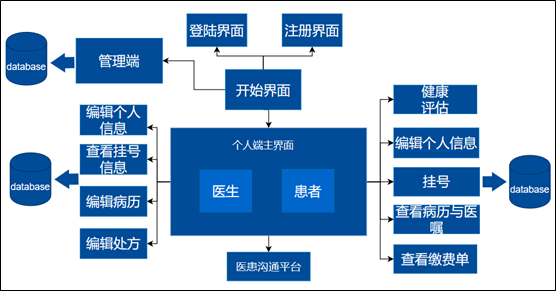 登陆界面
注册界面
database
管理端
开始界面
编辑个人
信息
查看挂号
信息
编辑病历
编辑处方
database
个人端主界面
医生
患者
医患沟通平台
健康
评估
编辑个人信息
挂号
查看病历与医
嘱
查看缴费单
database